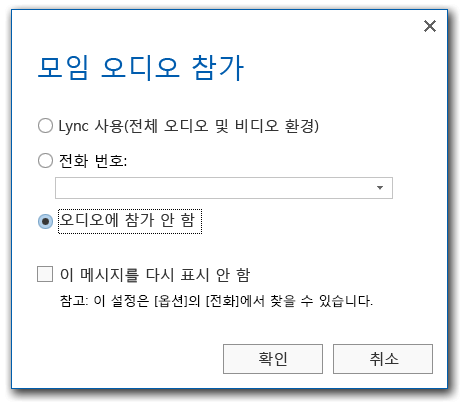 모임 오디오 참가
Lync 사용(전체 오디오 및 비디오 환경)
전화 번호:
오디오에 참가 안 함
이 메시지를 다시 표시 안 함
참고: 이 설정은 [옵션]의 [전화]에서 찾을 수 있습니다.
확인
취소